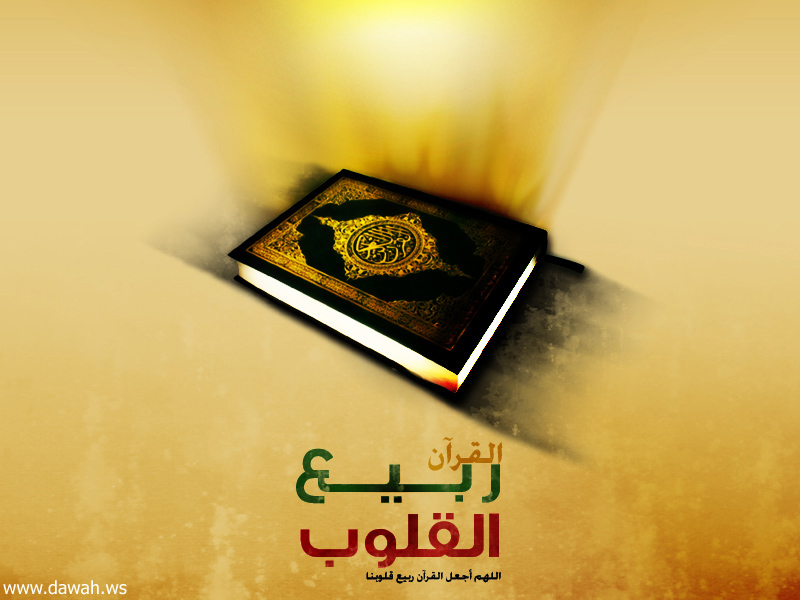 القرآن
ربيع
القلوب
اللهم أجعل القرآن ربيع قلوبنا
www.dawah.ws